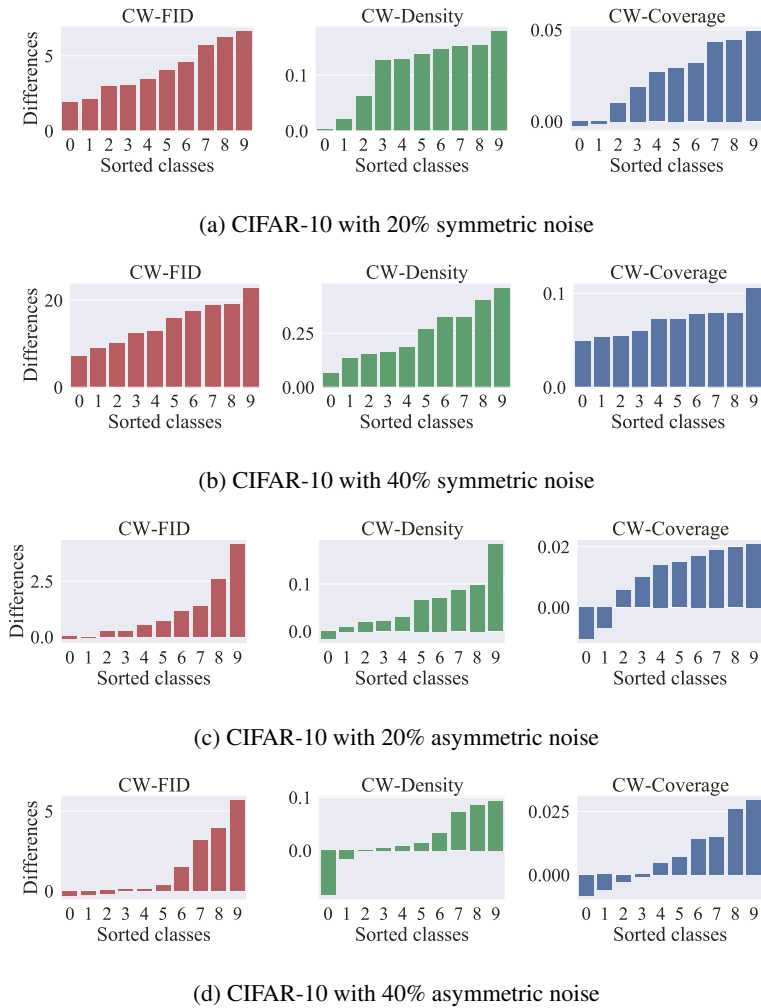 CW-FID CW-Density CW-Coverage
Differences
5
0
0.1
0.0
0.05
0.00
0 1 2 3 4 5 6 7 8 9 0 1 2 3 4 5 6 7 8 9 0 1 2 3 4 5 6 7 8 9
Sorted classes Sorted classes Sorted classes
(a) CIFAR-10 with 20% symmetric noise
CW-FID CW-Density CW-Coverage
Differences
20
0
0.25
0.00
0.1
0.0
0 1 2 3 4 5 6 7 8 9 0 1 2 3 4 5 6 7 8 9 0 1 2 3 4 5 6 7 8 9
Sorted classes Sorted classes Sorted classes
(b) CIFAR-10 with 40% symmetric noise
CW-FID CW-Density CW-Coverage
Differences
2.5
0.0
0.1
0.0
0.02
0.00
0 1 2 3 4 5 6 7 8 9 0 1 2 3 4 5 6 7 8 9 0 1 2 3 4 5 6 7 8 9
Sorted classes Sorted classes Sorted classes
(c) CIFAR-10 with 20% asymmetric noise
CW-FID CW-Density CW-Coverage
Differences
5
0
0.1
0.0
0.025
0.000
0 1 2 3 4 5 6 7 8 9 0 1 2 3 4 5 6 7 8 9 0 1 2 3 4 5 6 7 8 9
Sorted classes Sorted classes Sorted classes
(d) CIFAR-10 with 40% asymmetric noise